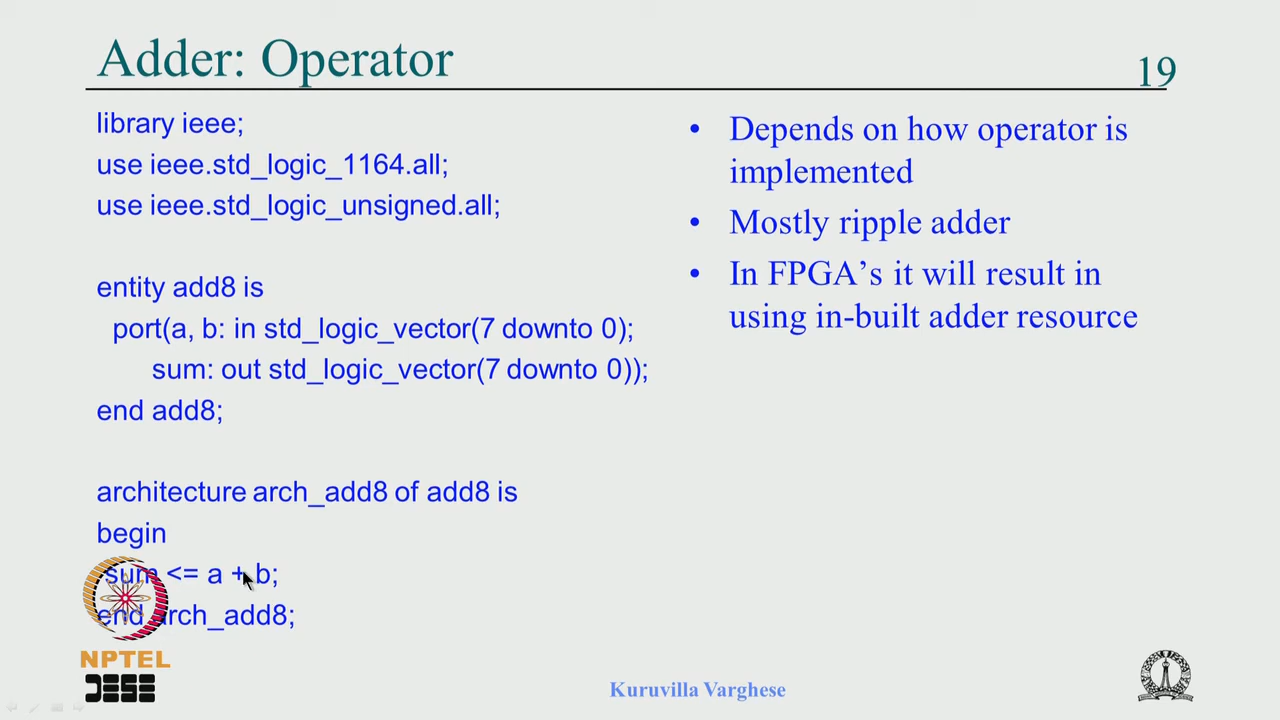 Adder: Operator
19
library ieee;
use ieee.std_logic_1164.all;
use ieee.std_logic_unsigned.all;
entity add8 is
port(a, b: in std_logic_vector(7 downto 0);
sum: out std_logic_vector(7 downto 0));
end add8;
architecture arch_add8 of add8 is
begin
sum <= a + b;
end arch_add8;
• Depends on how operator is
implemented
• Mostly ripple adder
• In FPGA’s it will result in
using in-built adder resource
NPTEL
Kuruvilla Varghese